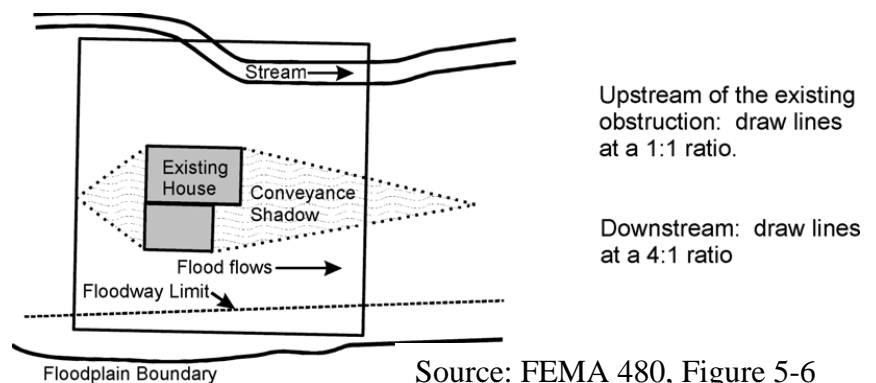 Stream
Existing
House
Conveyance
Shadow
Flood flows
Floodway Limit
Floodplain Boundary
Upstream of the existing
obstruction: draw lines
at a 1:1 ratio.
Downstream: draw lines
at a 4:1 ratio
Source: FEMA 480, Figure 5-6